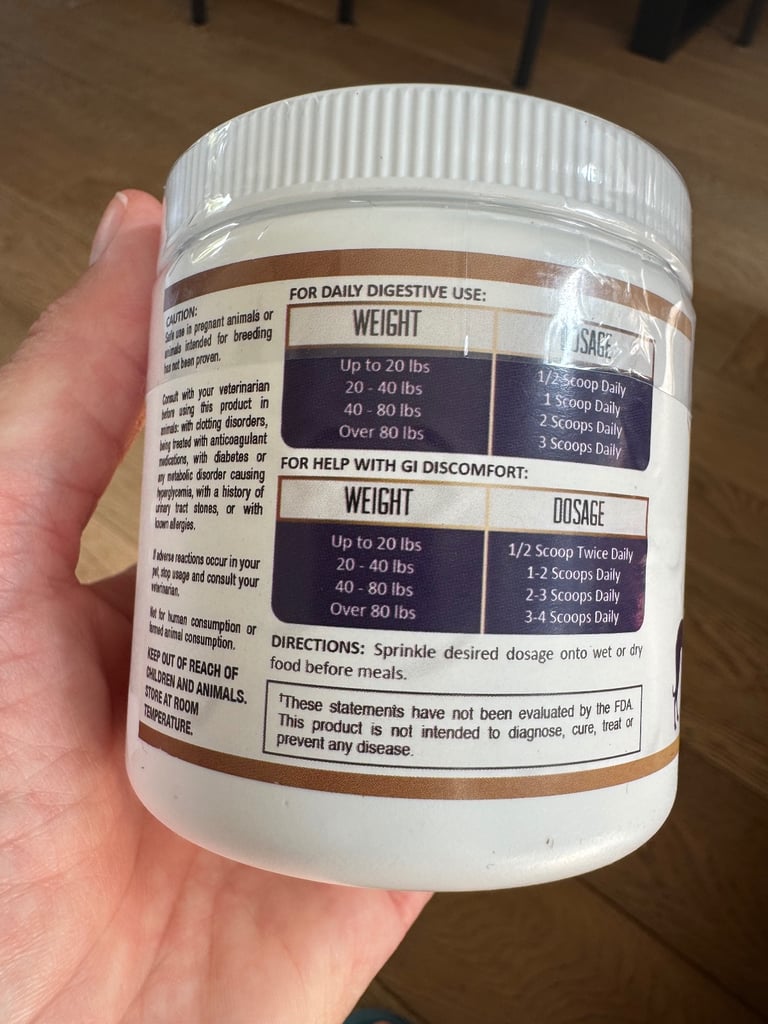 CAUTION:
Safe use in pregnant animals or
animals intended for breeding
has not been proven.
Consult with your veterinarian
before using this product in
animals: with clotting disorders,
being treated with anticoagulant
medications, with diabetes or
any metabolic disorder causing
hyperglycemia, with a history of
urinary tract stones, or with
known allergies.
If adverse reactions occur in your
pet, stop usage and consult your
veterinarian.
Not for human consumption or
farmed animal consumption.
KEEP OUT OF REACH OF
CHILDREN AND ANIMALS.
STORE AT ROOM
TEMPERATURE.
FOR DAILY DIGESTIVE USE:
WEIGHT DOSAGE
Up to 20 lbs 1/2 Scoop Daily
20 - 40 lbs 1 Scoop Daily
40 - 80 lbs 2 Scoops Daily
Over 80 lbs 3 Scoops Daily
FOR HELP WITH GI DISCOMFORT:
WEIGHT DOSAGE
Up to 20 lbs 1/2 Scoop Twice Daily
20 - 40 lbs 1-2 Scoops Daily
40 - 80 lbs 2-3 Scoops Daily
Over 80 lbs 3-4 Scoops Daily
DIRECTIONS: Sprinkle desired dosage onto wet or dry
food before meals.
†These statements have not been evaluated by the FDA.
This product is not intended to diagnose, cure, treat or
prevent any disease.